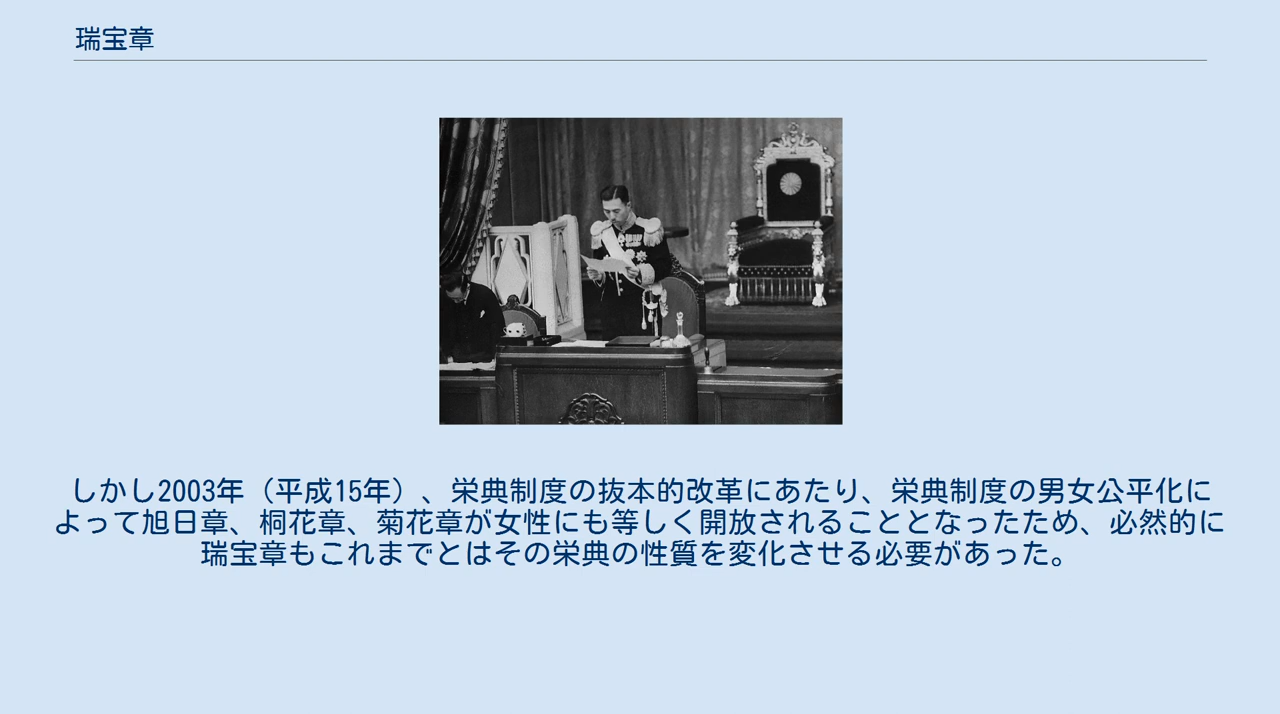 瑞宝章
しかし2003年（平成15年）、栄典制度の抜本的改革にあたり、栄典制度の男女公平化に
よって旭日章、桐花章、菊花章が女性にも等しく開放されることとなったため、必然的に
瑞宝章もこれまでとはその栄典の性質を変化させる必要があった。